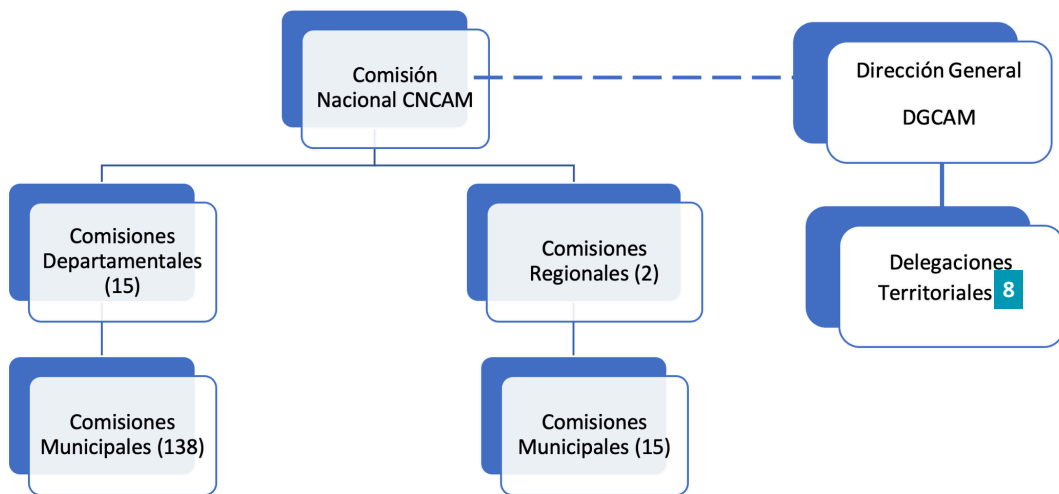 Comisión
Nacional CNCAM
Dirección General
DGCAM
Comisiones
Departamentales
(15)
Comisiones
Regionales (2)
Delegaciones
Territoriales 8
Comisiones
Municipales (138)
Comisiones
Municipales (15)